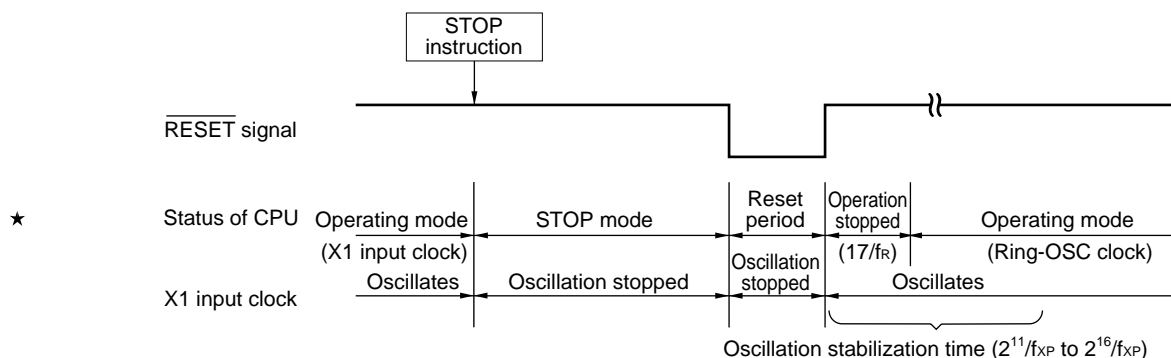 STOP
instruction
RESET signal
★ Status of CPU
Operating mode
(X1 input clock)
STOP mode
Reset
period
Operation
stopped
(17/fR)
Operating mode
(Ring-OSC clock)
X1 input clock
Oscillates
Oscillation stopped
Oscillation
stopped
Oscillates
Oscillation stabilization time (2¹¹/fXP to 2¹⁶/fXP)